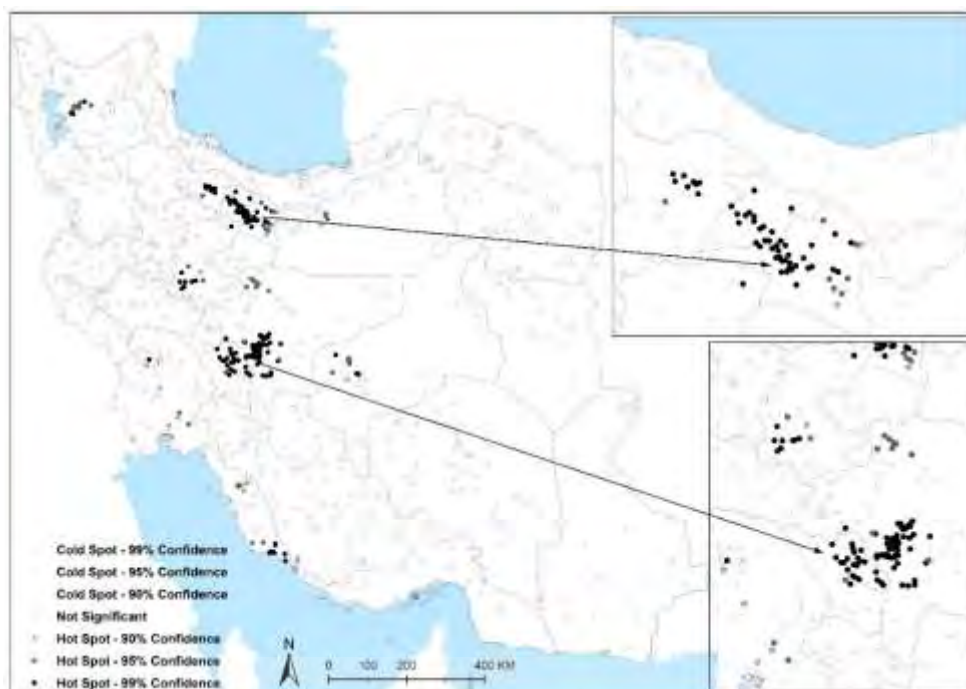 Cold Spot - 99% Confidence
Cold Spot - 95% Confidence
Cold Spot - 90% Confidence
Not Significant
Hot Spot - 90% Confidence
Hot Spot - 95% Confidence
Hot Spot - 99% Confidence
N
0 100 200 400 KM